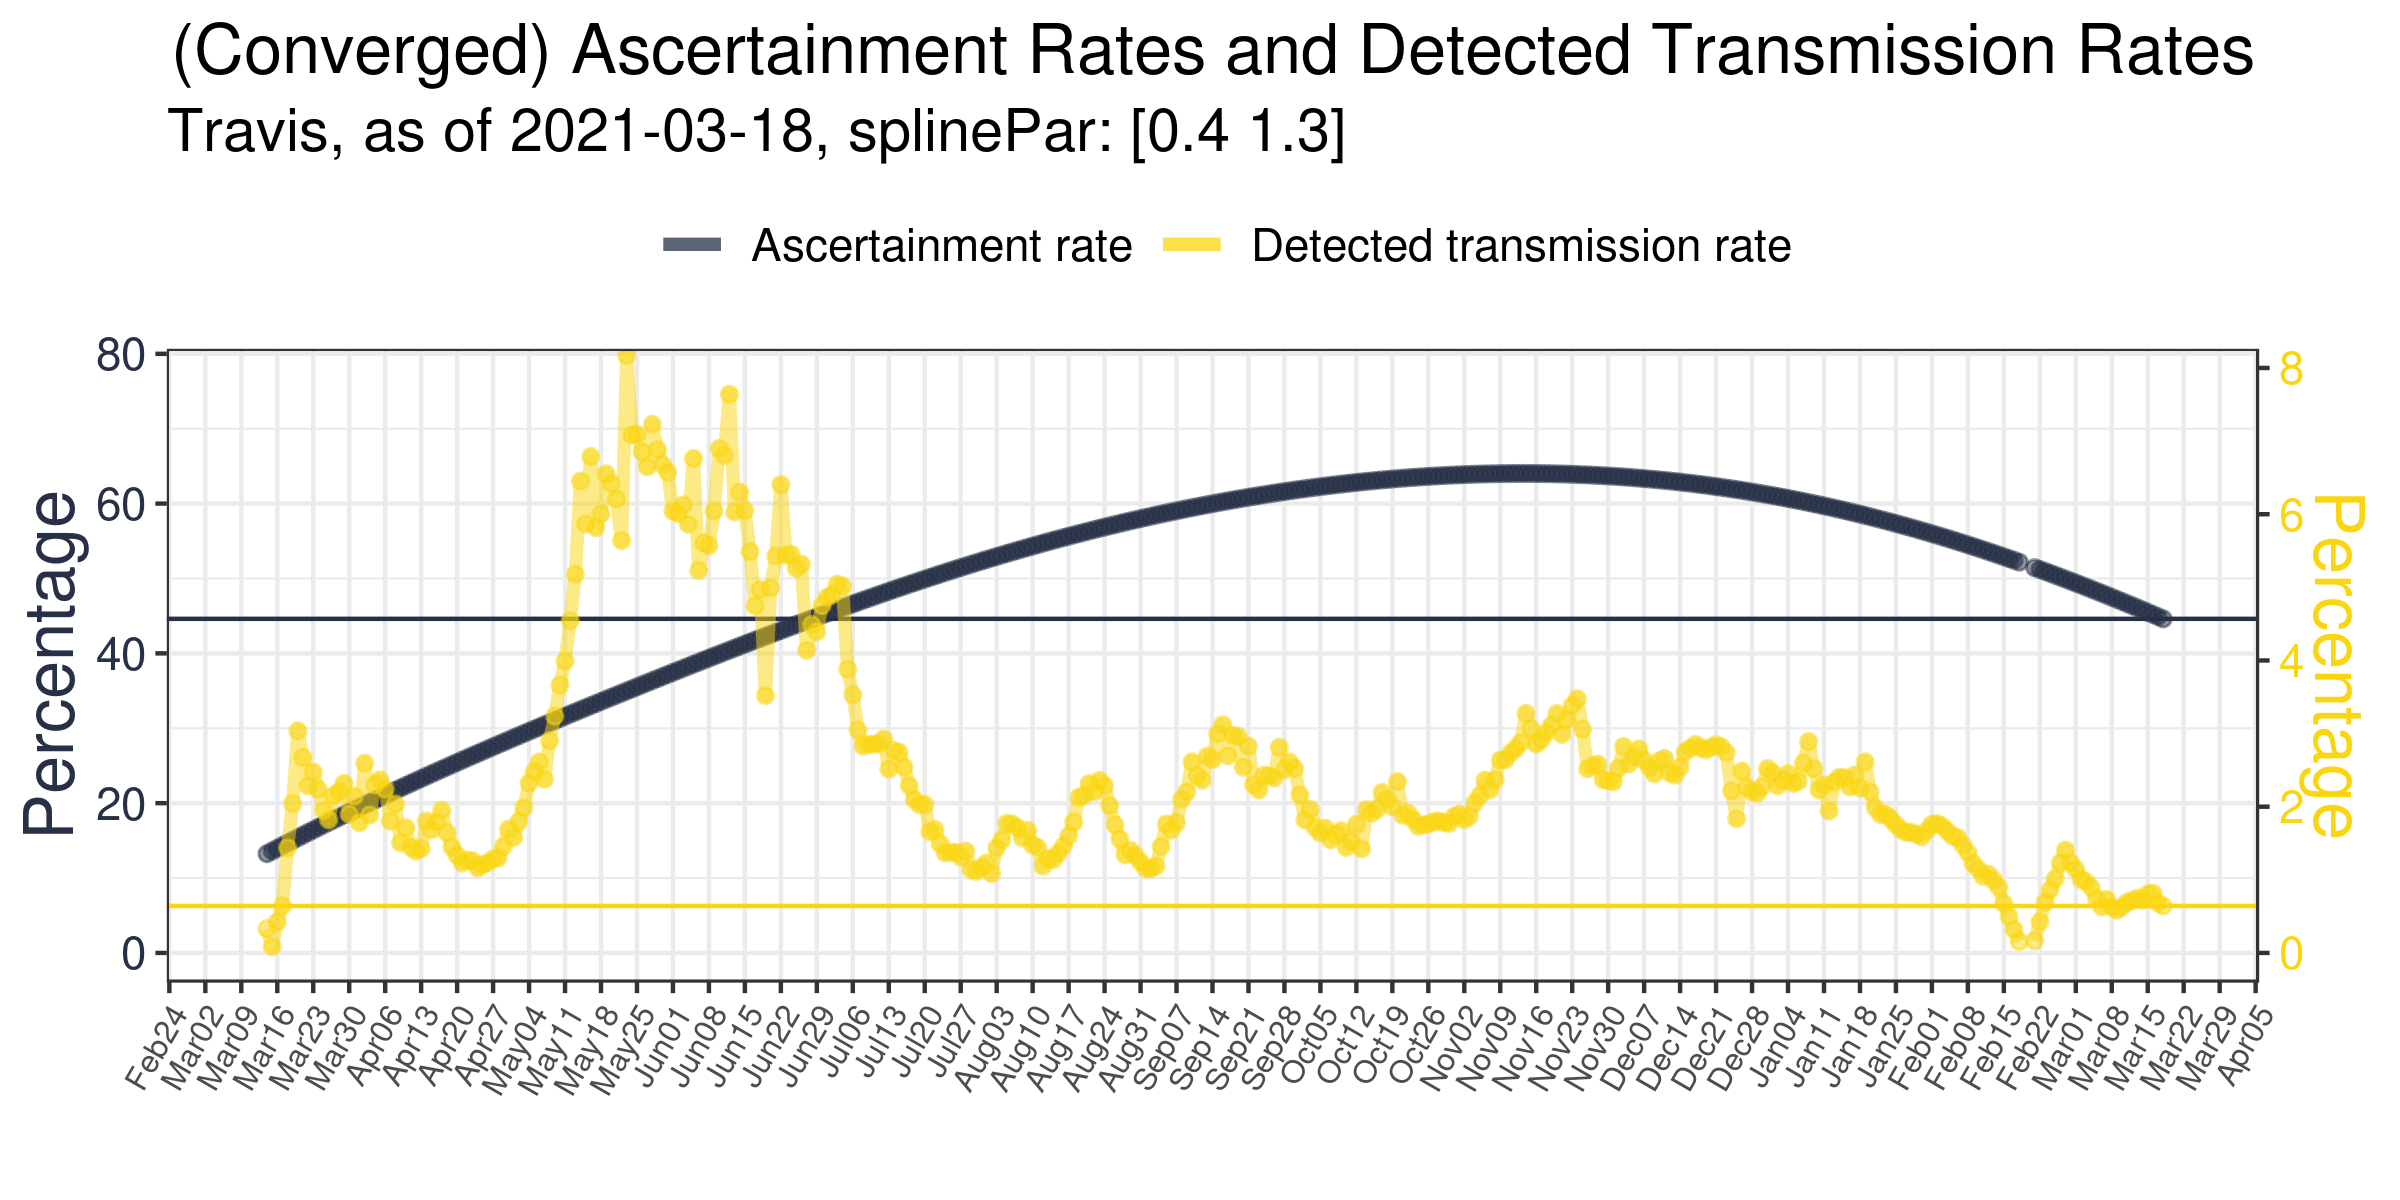 (Converged) Ascertainment Rates and Detected Transmission Rates
Travis, as of 2021-03-18, splinePar: [0.4 1.3]
Ascertainment rate Detected transmission rate
Percentage
80
60
40
20
0
8
6
4
2
0
Percentage
Feb24 Mar02 Mar09 Mar16 Mar23 Mar30 Apr06 Apr13 Apr20 Apr27 May04 May11 May18 May25 Jun01 Jun08 Jun15 Jun22 Jun29 Jul06 Jul13 Jul20 Jul27 Aug03 Aug10 Aug17 Aug24 Aug31 Sep07 Sep14 Sep21 Sep28 Oct05 Oct12 Oct19 Oct26 Nov02 Nov09 Nov16 Nov23 Nov30 Dec07 Dec14 Dec21 Dec28 Jan04 Jan11 Jan18 Jan25 Feb01 Feb08 Feb15 Feb22 Mar01 Mar08 Mar15 Mar22 Mar29 Apr05